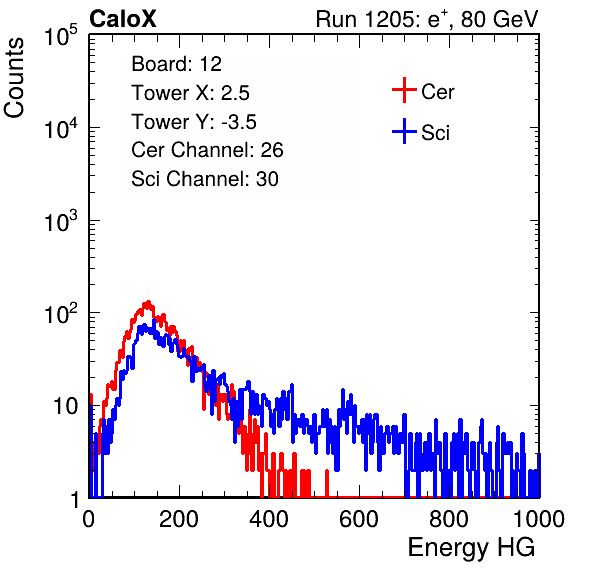 CaloX Run 1205: e⁺, 80 GeV
Counts
Board: 12
Tower X: 2.5
Tower Y: -3.5
Cer Channel: 26
Sci Channel: 30
Cer
Sci
10⁵
10⁴
10³
10²
10
1
0 200 400 600 800 1000
Energy HG